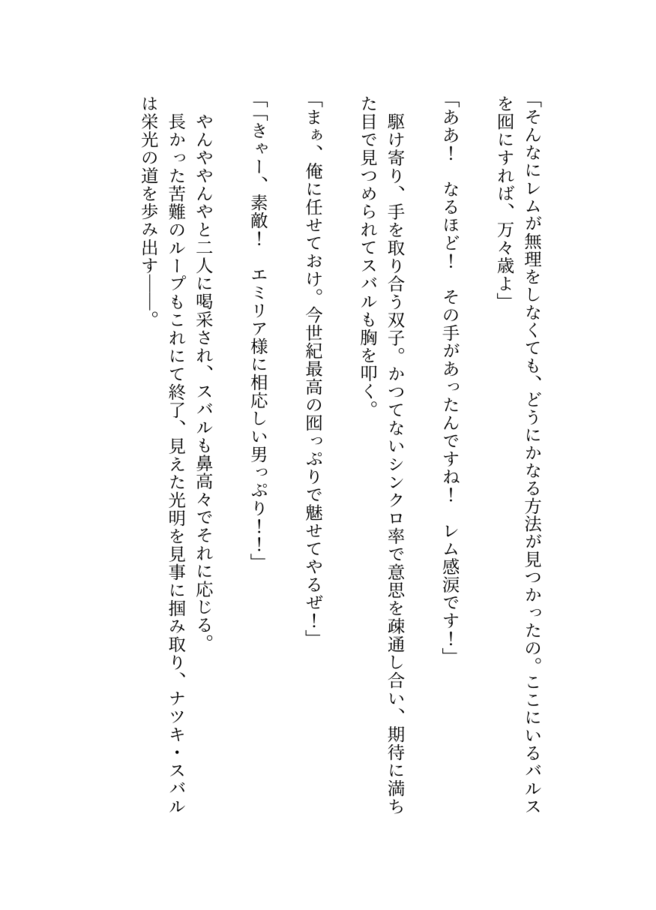 「そんなにレムが無理をしなくても、どうにかなる方法が見つかったの。ここにいるバルス
を囮にすれば、万々歳よ」
「ああ！　なるほど！　その手があったんですね！　レム感涙です！」
　駆け寄り、手を取り合う双子。かつてないシンクロ率で意思を疎通し合い、期待に満ち
た目で見つめられてスバルも胸を叩く。
「まぁ、俺に任せておけ。今世紀最高の囮っぷりで魅せてやるぜ！」
「「きゃー、素敵！　エミリア様に相応しい男っぷり！！」
　やんややんやと二人に喝采され、スバルも鼻高々でそれに応じる。
　長かった苦難のループもこれにて終了、見えた光明を見事に掴み取り、ナツキ・スバル
は栄光の道を歩み出す――。